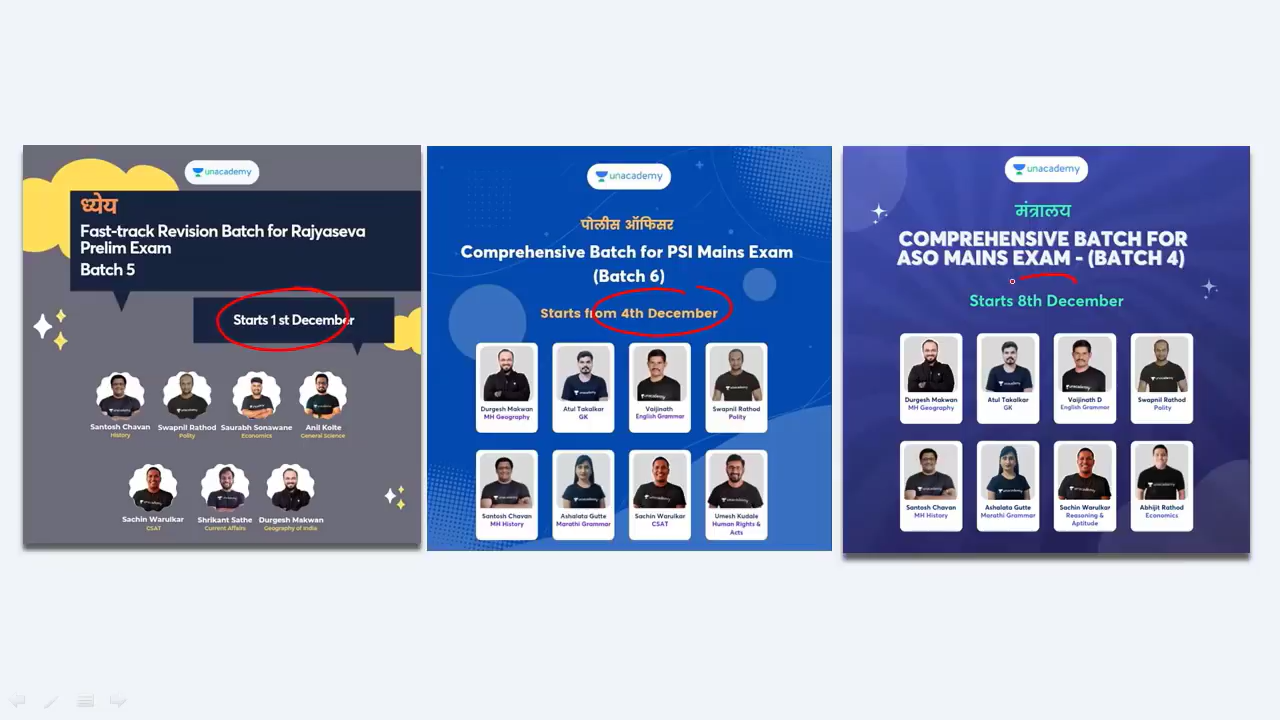 unacademy
ध्येय
Fast-track Revision Batch for Rajyaseva
Prelim Exam
Batch 5
Starts 1 st December
Santosh Chavan
History
Swapnil Rathod
Polity
Saurabh Sonawane
Economics
Anil Kolte
General Science
Sachin Warulkar
CSAT
Shrikant Sathe
Current Affairs
Durgesh Makwan
Geography of India
unacademy
पोलीस ऑफिसर
Comprehensive Batch for PSI Mains Exam
(Batch 6)
Starts from 4th December
Durgesh Makwan
MH Geography
Atul Takalkar
GK
Vaijinath
English Grammar
Swapnil Rathod
Polity
Santosh Chavan
MH History
Ashalata Gutte
Marathi Grammar
Sachin Warulkar
CSAT
Umesh Kudale
Human Rights &
Acts
unacademy
मंत्रालय
COMPREHENSIVE BATCH FOR
ASO MAINS EXAM - (BATCH 4)
Starts 8th December
Durgesh Makwan
MH Geography
Atul Takalkar
GK
Vaijinath D
English Grammar
Swapnil Rathod
Polity
Santosh Chavan
MH History
Ashalata Gutte
Marathi Grammar
Sachin Warulkar
Reasoning &
Aptitude
Abhijit Rathod
Economics